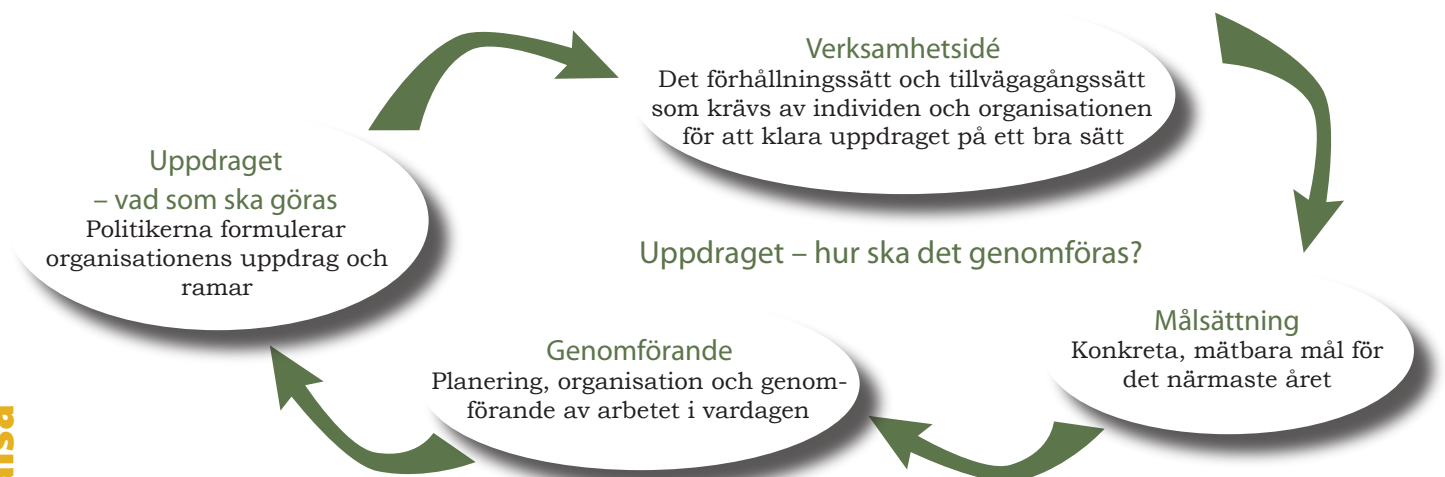 Verksamhetsidé
Det förhållningssätt och tillvägagångssätt
som krävs av individen och organisationen
för att klara uppdraget på ett bra sätt
Uppdraget
– vad som ska göras
Politikerna formulerar
organisationens uppdrag och
ramar
Uppdraget – hur ska det genomföras?
Målsättning
Konkreta, mätbara mål för
det närmaste året
Genomförande
Planering, organisation och genom-
förande av arbetet i vardagen